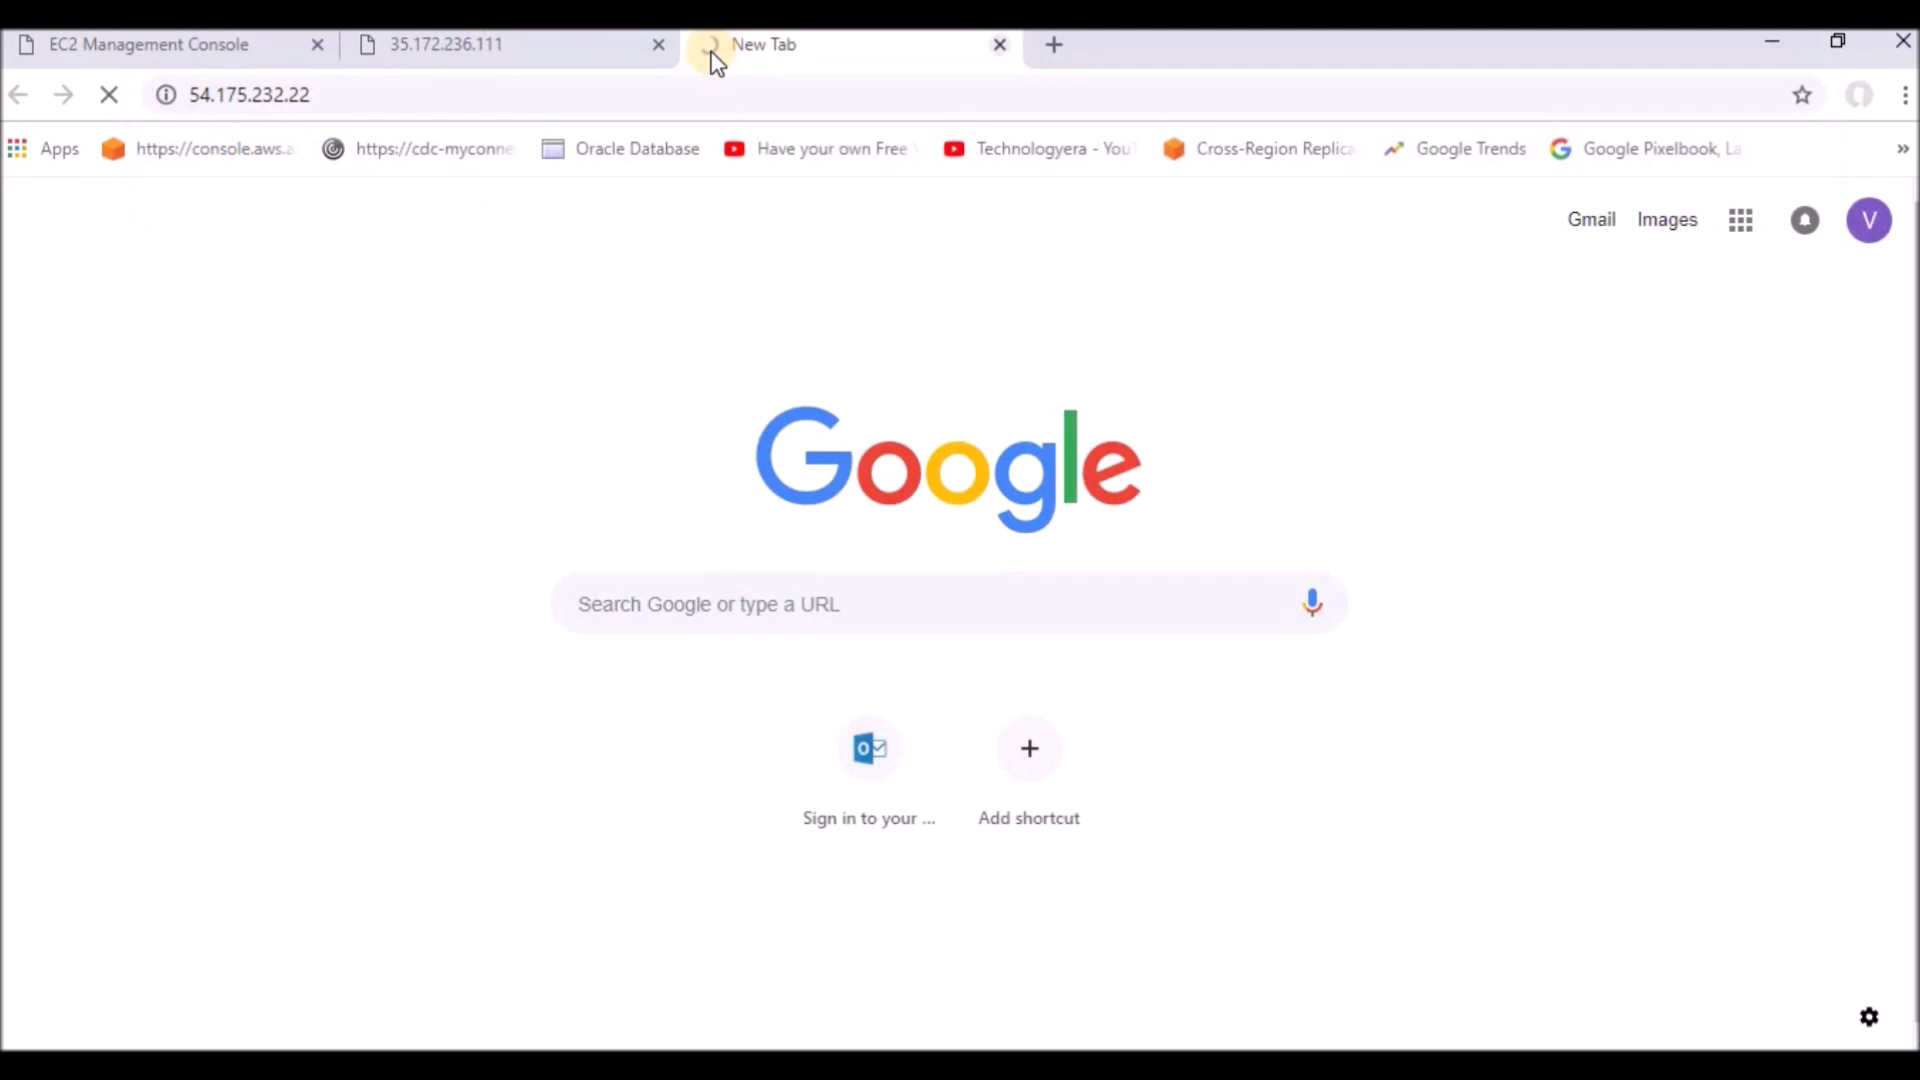 EC2 Management Console
35.172.236.111
New Tab
54.175.232.22
Apps
https://console.aws.a
https://cdc-myconne
Oracle Database
Have your own Free
Technologyera - You
Cross-Region Replica
Google Trends
Google Pixelbook, La
»
Gmail
Images
V
Google
Search Google or type a URL
Sign in to your ...
Add shortcut